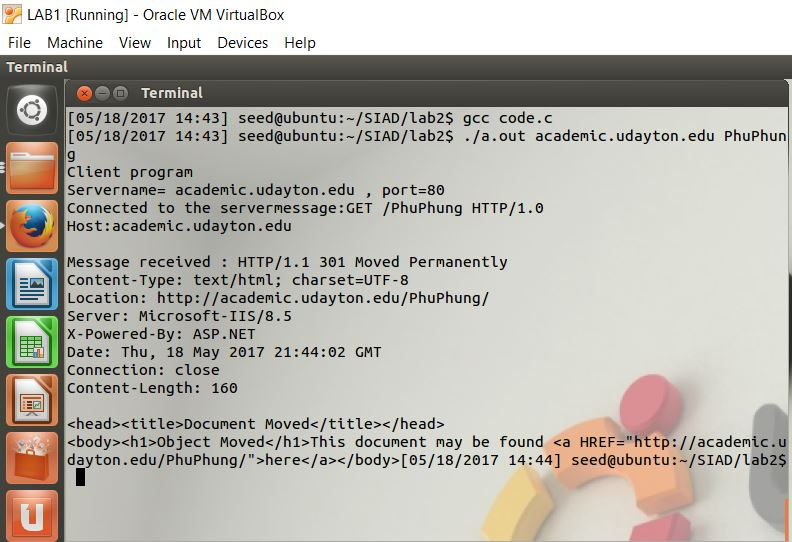 LAB1 [Running] - Oracle VM VirtualBox
File Machine View Input Devices Help
Terminal
Terminal
[05/18/2017 14:43] seed@ubuntu:~/SIAD/lab2$ gcc code.c
[05/18/2017 14:43] seed@ubuntu:~/SIAD/lab2$ ./a.out academic.udayton.edu PhuPhun
g
Client program
Servername= academic.udayton.edu , port=80
Connected to the servermessage:GET /PhuPhung HTTP/1.0
Host:academic.udayton.edu
Message received : HTTP/1.1 301 Moved Permanently
Content-Type: text/html; charset=UTF-8
Location: http://academic.udayton.edu/PhuPhung/
Server: Microsoft-IIS/8.5
X-Powered-By: ASP.NET
Date: Thu, 18 May 2017 21:44:02 GMT
Connection: close
Content-Length: 160
<head><title>Document Moved</title></head>
<body><h1>Object Moved</h1>This document may be found <a HREF="http://academic.u
dayton.edu/PhuPhung/">here</a></body>[05/18/2017 14:44] seed@ubuntu:~/SIAD/lab2$